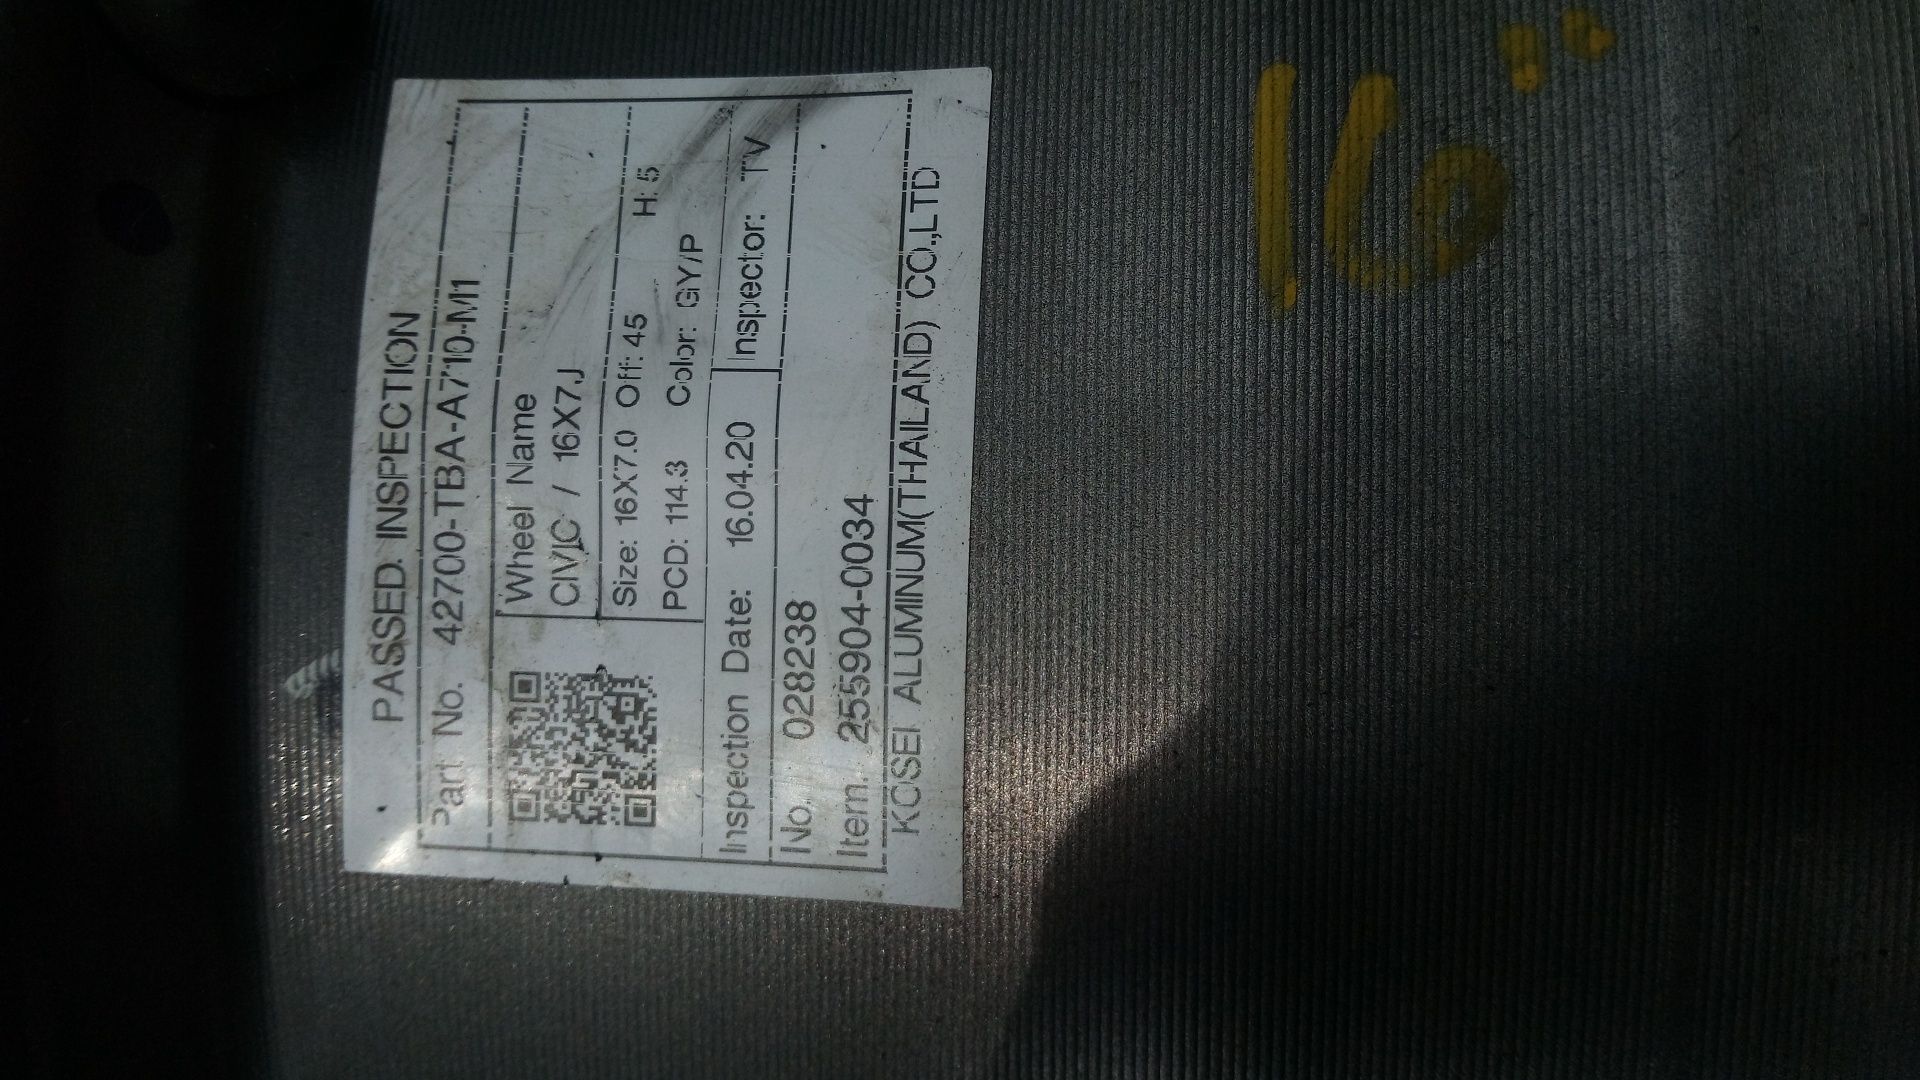 PASSED INSPECTION
Part No. 42700-TBA-A710-M1
Wheel Name
CIVIC / 16X7J
Size: 16X7.0 Off: 45 H: 5
PCD: 114.3 Color: GY/P
Inspection Date: 16.04.20 Inspector: TV
No. 028238
Item. 255904-0034
KOSEI ALUMINUM(THAILAND) CO.,LTD
16"